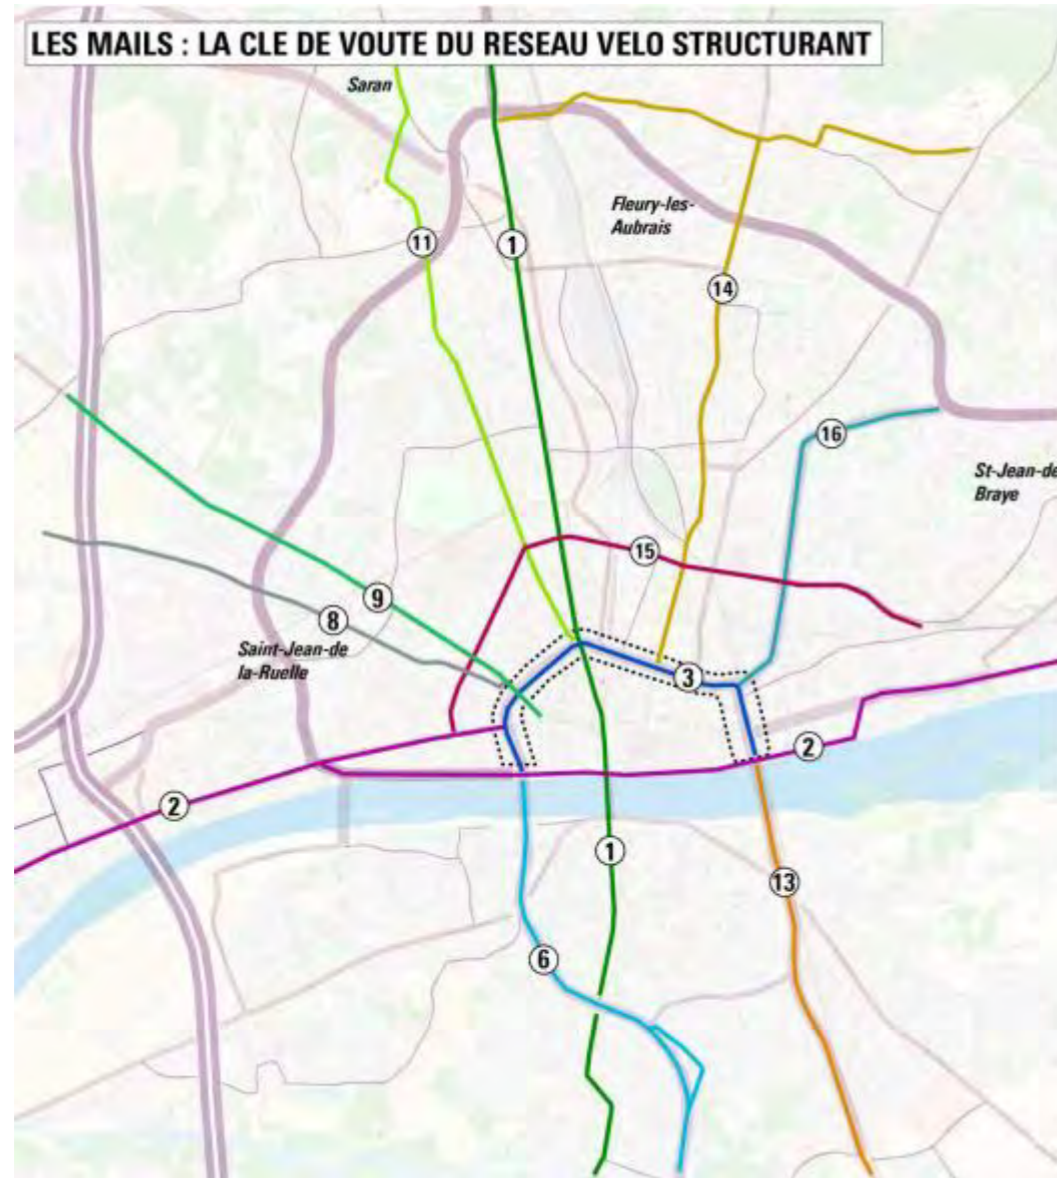 LES MAILS : LA CLE DE VOUTE DU RESEAU VELO STRUCTURANT
Saran
Fleury-les-
Aubrais
11
1
14
16
St-Jean-de
Braye
15
9
8
Saint-Jean-de
la-Ruelle
3
2
2
1
13
6